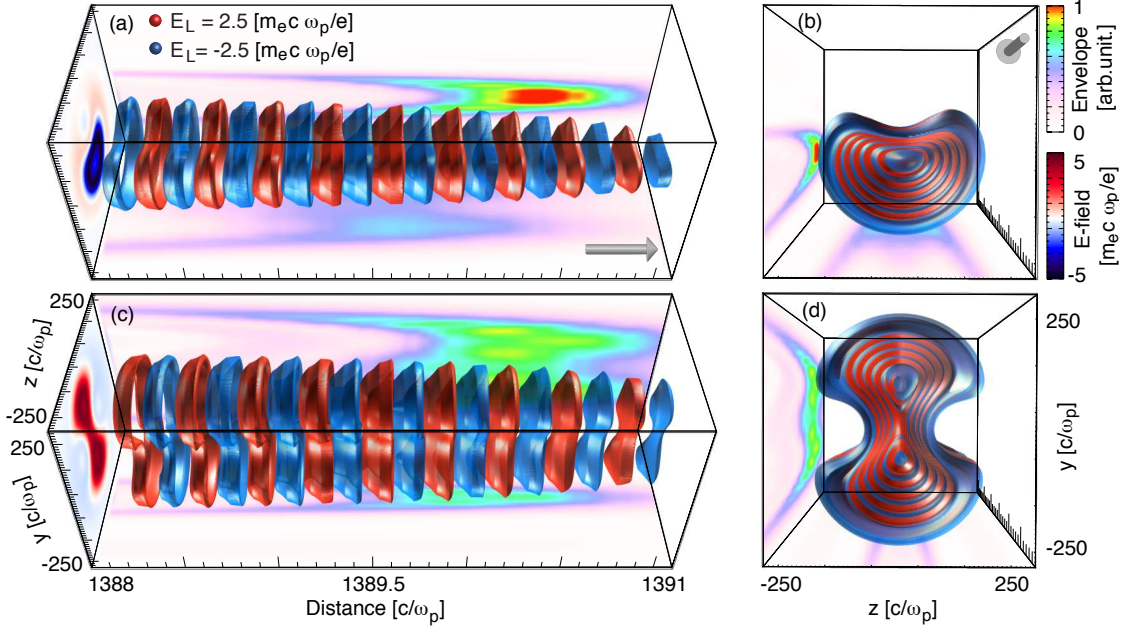 (a)
E_L = 2.5 [m_e c ω_p/e]
E_L= -2.5 [m_e c ω_p/e]
(b)
1
0
Envelope
[arb.unit.]
5
-5
E-field
[m_e c ω_p/e]
250
(c)
z [c/ω_p]
-250
250
y [c/ω_p]
-250
1388
1389.5
1391
Distance [c/ω_p]
(d)
250
y [c/ω_p]
-250
-250
250
z [c/ω_p]